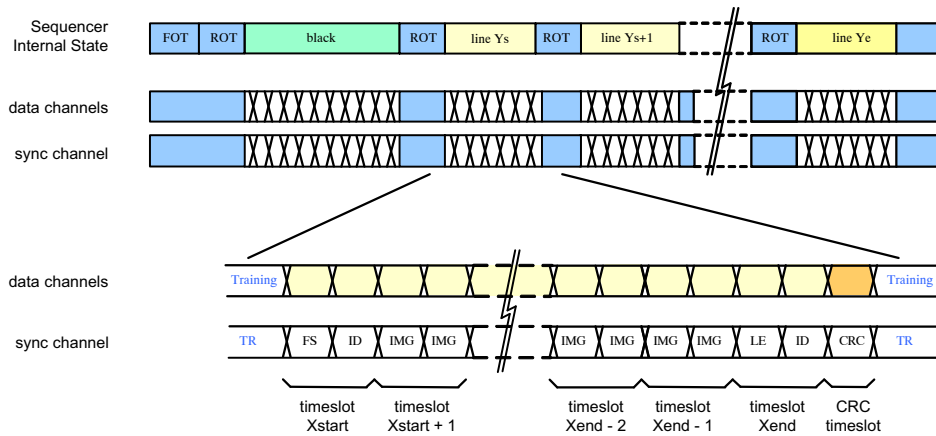 Sequencer
Internal State
FOT ROT black ROT line Ys ROT line Ys+1 ROT line Ye
data channels
sync channel
data channels
Training Training
sync channel
TR FS ID IMG IMG IMG IMG IMG IMG LE ID CRC TR
timeslot timeslot timeslot timeslot timeslot CRC
Xstart Xstart + 1 Xend - 2 Xend - 1 Xend timeslot